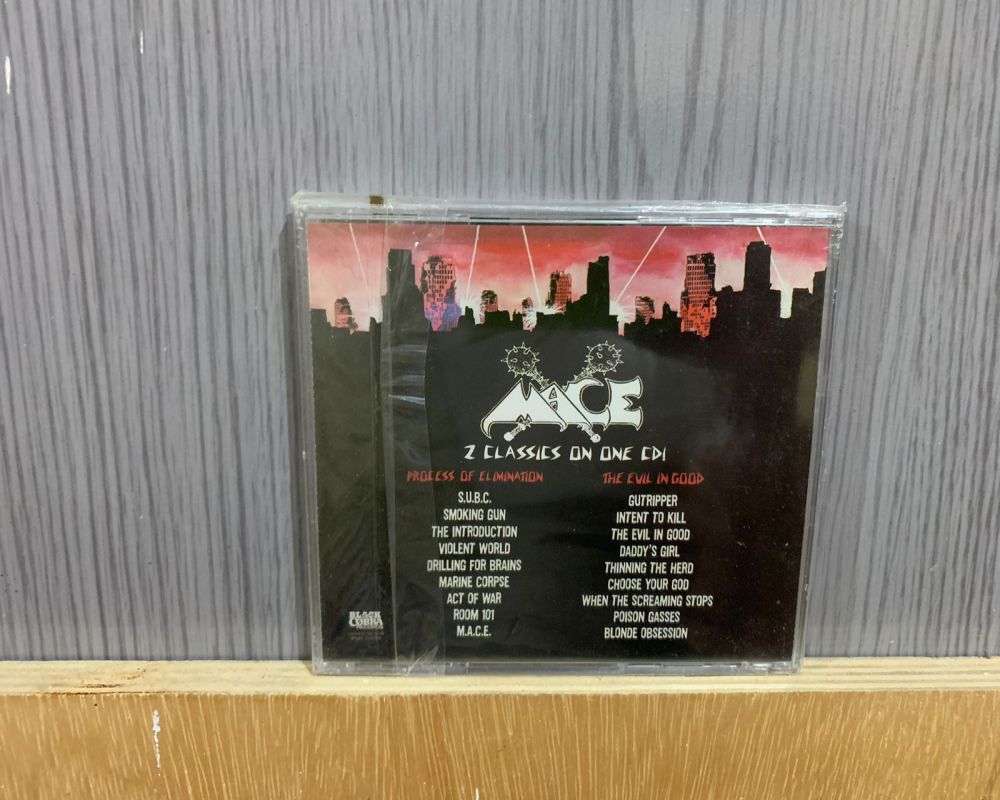 MACE
2 CLASSICS ON ONE CD!
PROCESS OF ELIMINATION
S.U.B.C.
SMOKING GUN
THE INTRODUCTION
VIOLENT WORLD
DRILLING FOR BRAINS
MARINE CORPSE
ACT OF WAR
ROOM 101
M.A.C.E.
THE EVIL IN GOOD
GUTRIPPER
INTENT TO KILL
THE EVIL IN GOOD
DADDY'S GIRL
THINNING THE HERD
CHOOSE YOUR GOD
WHEN THE SCREAMING STOPS
POISON GASSES
BLONDE OBSESSION
BLACK
COBRA